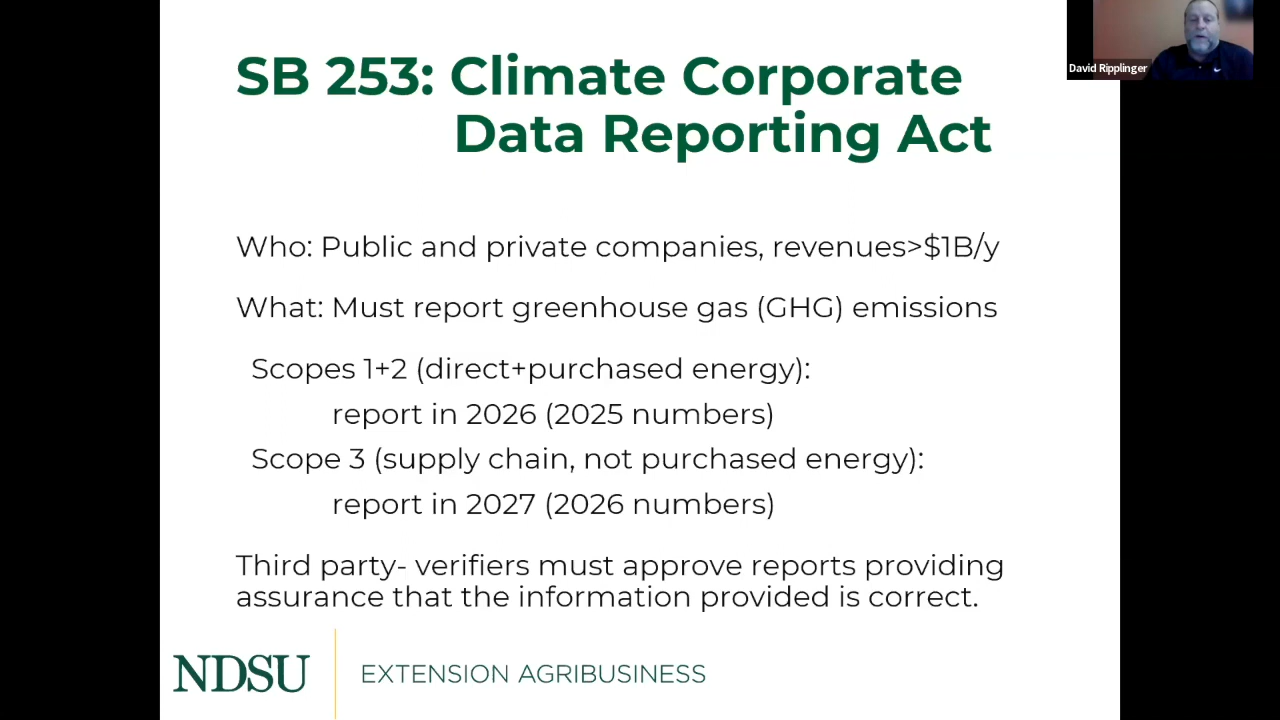 SB 253: Climate Corporate
Data Reporting Act
David Ripplinger
Who: Public and private companies, revenues>$1B/y
What: Must report greenhouse gas (GHG) emissions
Scopes 1+2 (direct+purchased energy):
report in 2026 (2025 numbers)
Scope 3 (supply chain, not purchased energy):
report in 2027 (2026 numbers)
Third party- verifiers must approve reports providing
assurance that the information provided is correct.
NDSU EXTENSION AGRIBUSINESS